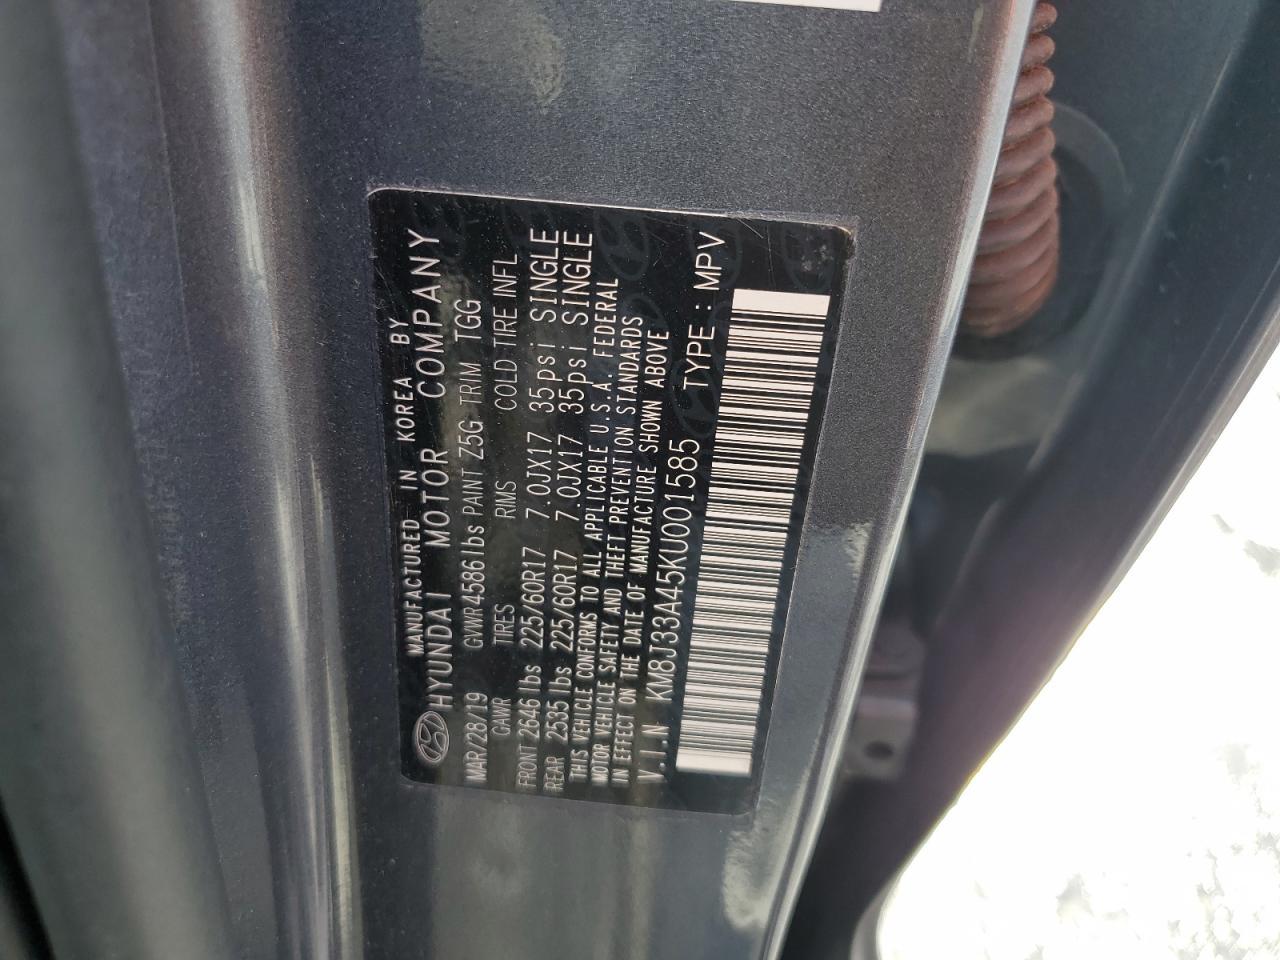 MANUFACTURED IN KOREA BY
HYUNDAI MOTOR COMPANY
MAR/28/19 GVWR4586lbs PAINT Z5G TRIM TGG
GAWR TIRES RIMS COLD TIRE INFL
FRONT 2646lbs 225/60R17 7.0JX17 35psi SINGLE
REAR 2535lbs 225/60R17 7.0JX17 35psi SINGLE
THIS VEHICLE CONFORMS TO ALL APPLICABLE U.S.A. FEDERAL
MOTOR VEHICLE SAFETY AND THEFT PREVENTION STANDARDS
IN EFFECT ON THE DATE OF MANUFACTURE SHOWN ABOVE
V.I.N KM8J33A45KU001585 TYPE : MPV